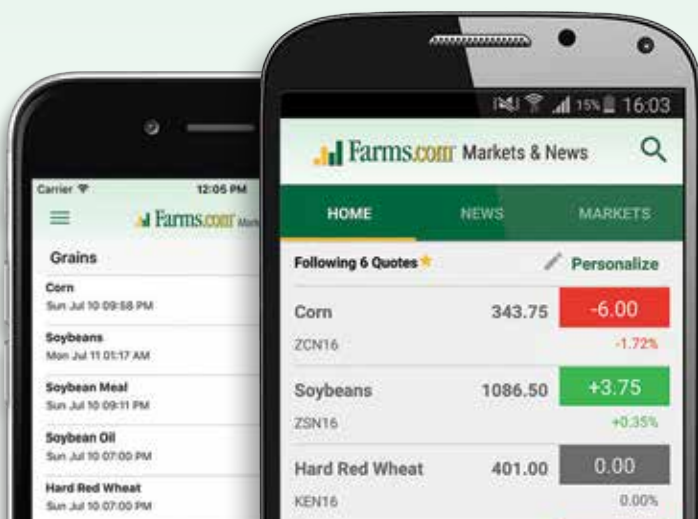 Carrier
12:05 PM
Farms.com
Grains
Corn
Sun Jul 10 09:58 PM
Soybeans
Mon Jul 11 01:17 AM
Soybean Meal
Sun Jul 10 09:11 PM
Soybean Oil
Sun Jul 10 07:00 PM
Hard Red Wheat
Sun Jul 10 07:00 PM
15% 16:03
Farms.com Markets & News
HOME NEWS MARKETS
Following 6 Quotes Personalize
Corn 343.75 -6.00
ZCN16 -1.72%
Soybeans 1086.50 +3.75
ZSN16 +0.35%
Hard Red Wheat 401.00 0.00
KEN16 0.00%